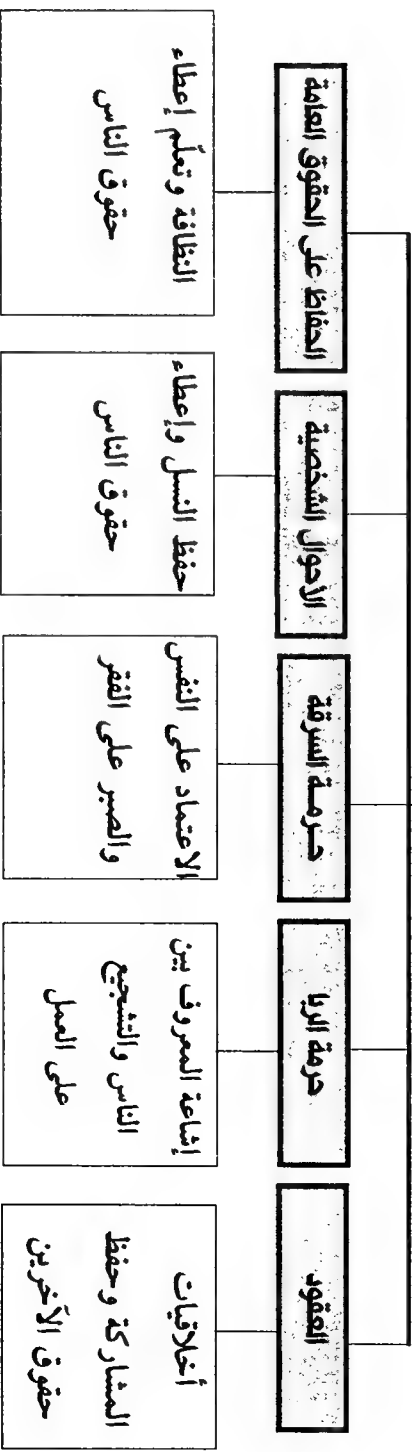 العقود
حرمة الربا
حرمة السرقة
الأحوال الشخصية
الحفاظ على الحقوق العامة
أخلاقيات
المشاركة وحفظ
حقوق الآخرين
إشاعة المعروف بين
الناس والتشجيع
على العمل
الاعتماد على النفس
والصبر على الفقر
حفظ النسل وإعطاء
حقوق الناس
النظافة وتعلّم إعطاء
حقوق الناس